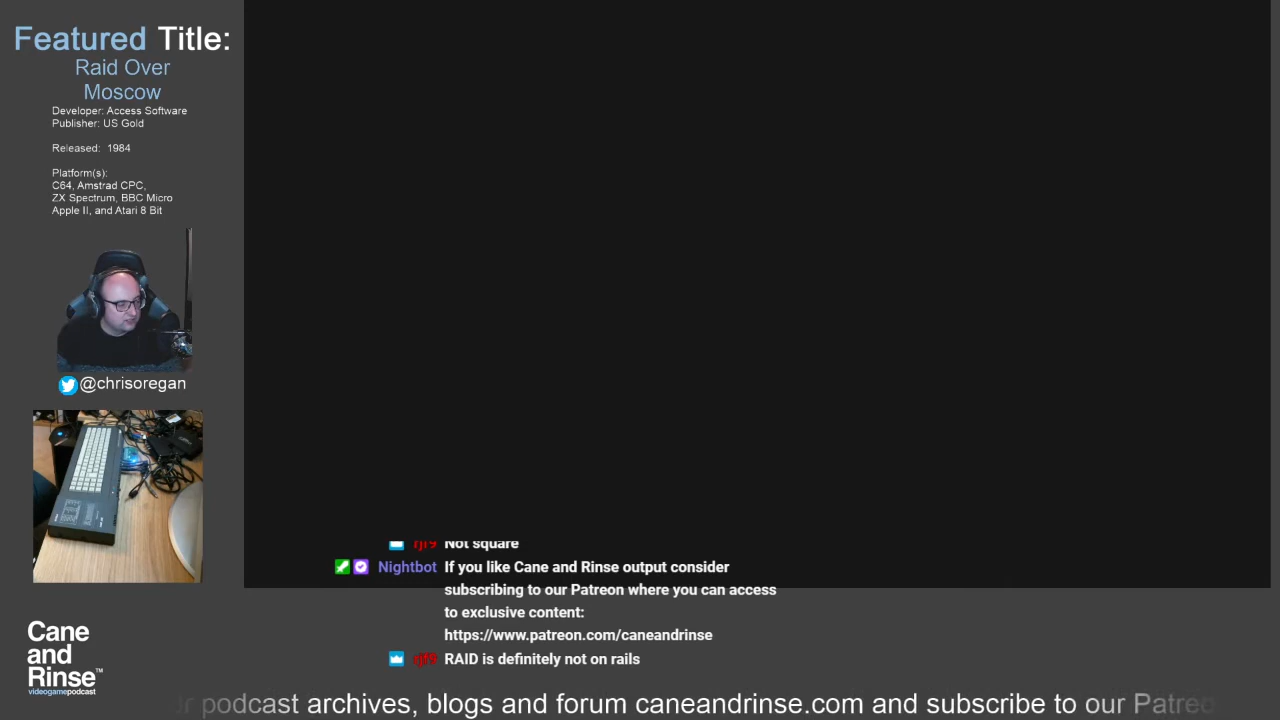 Featured Title:
Raid Over
Moscow
Developer: Access Software
Publisher: US Gold
Released: 1984
Platform(s):
C64, Amstrad CPC,
ZX Spectrum, BBC Micro
Apple II, and Atari 8 Bit
@chrisoregan
Not square
Nightbot If you like Cane and Rinse output consider
subscribing to our Patreon where you can access
to exclusive content:
https://www.patreon.com/caneandrinse
RAID is definitely not on rails
Cane
and
Rinse™
videogamepodcast
podcast archives, blogs and forum caneandrinse.com and subscribe to our